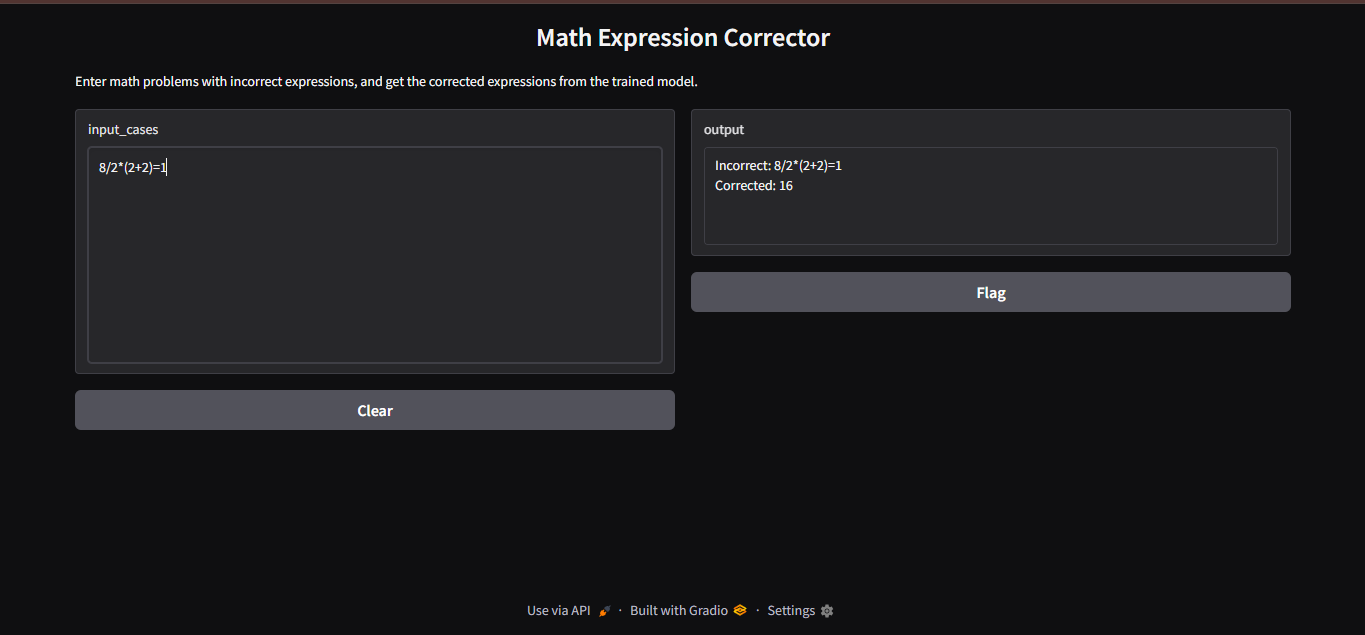 Math Expression Corrector
Enter math problems with incorrect expressions, and get the corrected expressions from the trained model.
input_cases
8/2*(2+2)=1
Clear
output
Incorrect: 8/2*(2+2)=1
Corrected: 16
Flag
Use via API · Built with Gradio · Settings